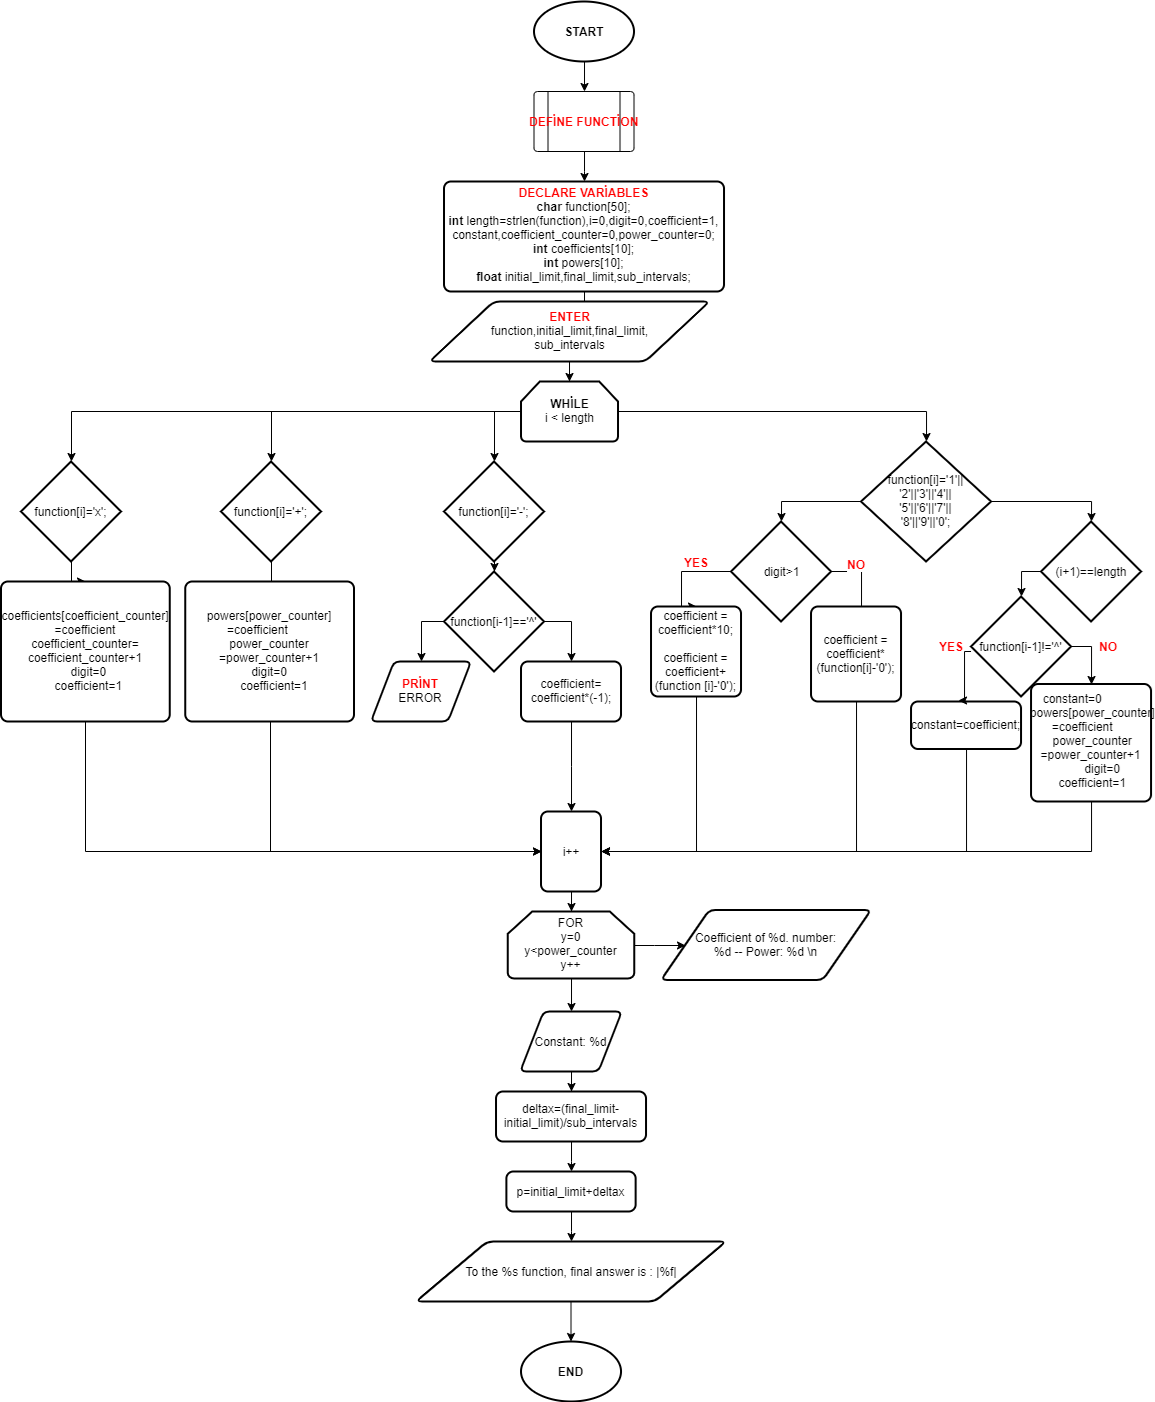 START
DEFİNE FUNCTİON
DECLARE VARİABLES
char function[50];
int length=strlen(function),i=0,digit=0,coefficient=1,
constant,coefficient_counter=0,power_counter=0;
int coefficients[10];
int powers[10];
float initial_limit,final_limit,sub_intervals;
ENTER
function,initial_limit,final_limit,
sub_intervals
WHİLE
i < length
function[i]='x';
function[i]='+';
function[i]='-';
function[i]='1'||
'2'||'3'||'4'||
'5'||'6'||'7'||
'8'||'9'||'0';
YES
digit>1
NO
(i+1)==length
coefficients[coefficient_counter]
=coefficient
coefficient_counter=
coefficient_counter+1
digit=0
coefficient=1
powers[power_counter]
=coefficient
power_counter
=power_counter+1
digit=0
coefficient=1
function[i-1]=='^'
PRİNT
ERROR
coefficient=
coefficient*(-1);
coefficient =
coefficient*10;
coefficient =
coefficient+
(function [i]-'0');
coefficient =
coefficient*
(function[i]-'0');
YES
function[i-1]!='^'
NO
constant=coefficient;
constant=0
powers[power_counter]
=coefficient
power_counter
=power_counter+1
digit=0
coefficient=1
i++
FOR
y=0
y<power_counter
y++
Coefficient of %d. number:
%d -- Power: %d \n
Constant: %d
deltax=(final_limit-
initial_limit)/sub_intervals
p=initial_limit+deltax
To the %s function, final answer is : |%f|
END